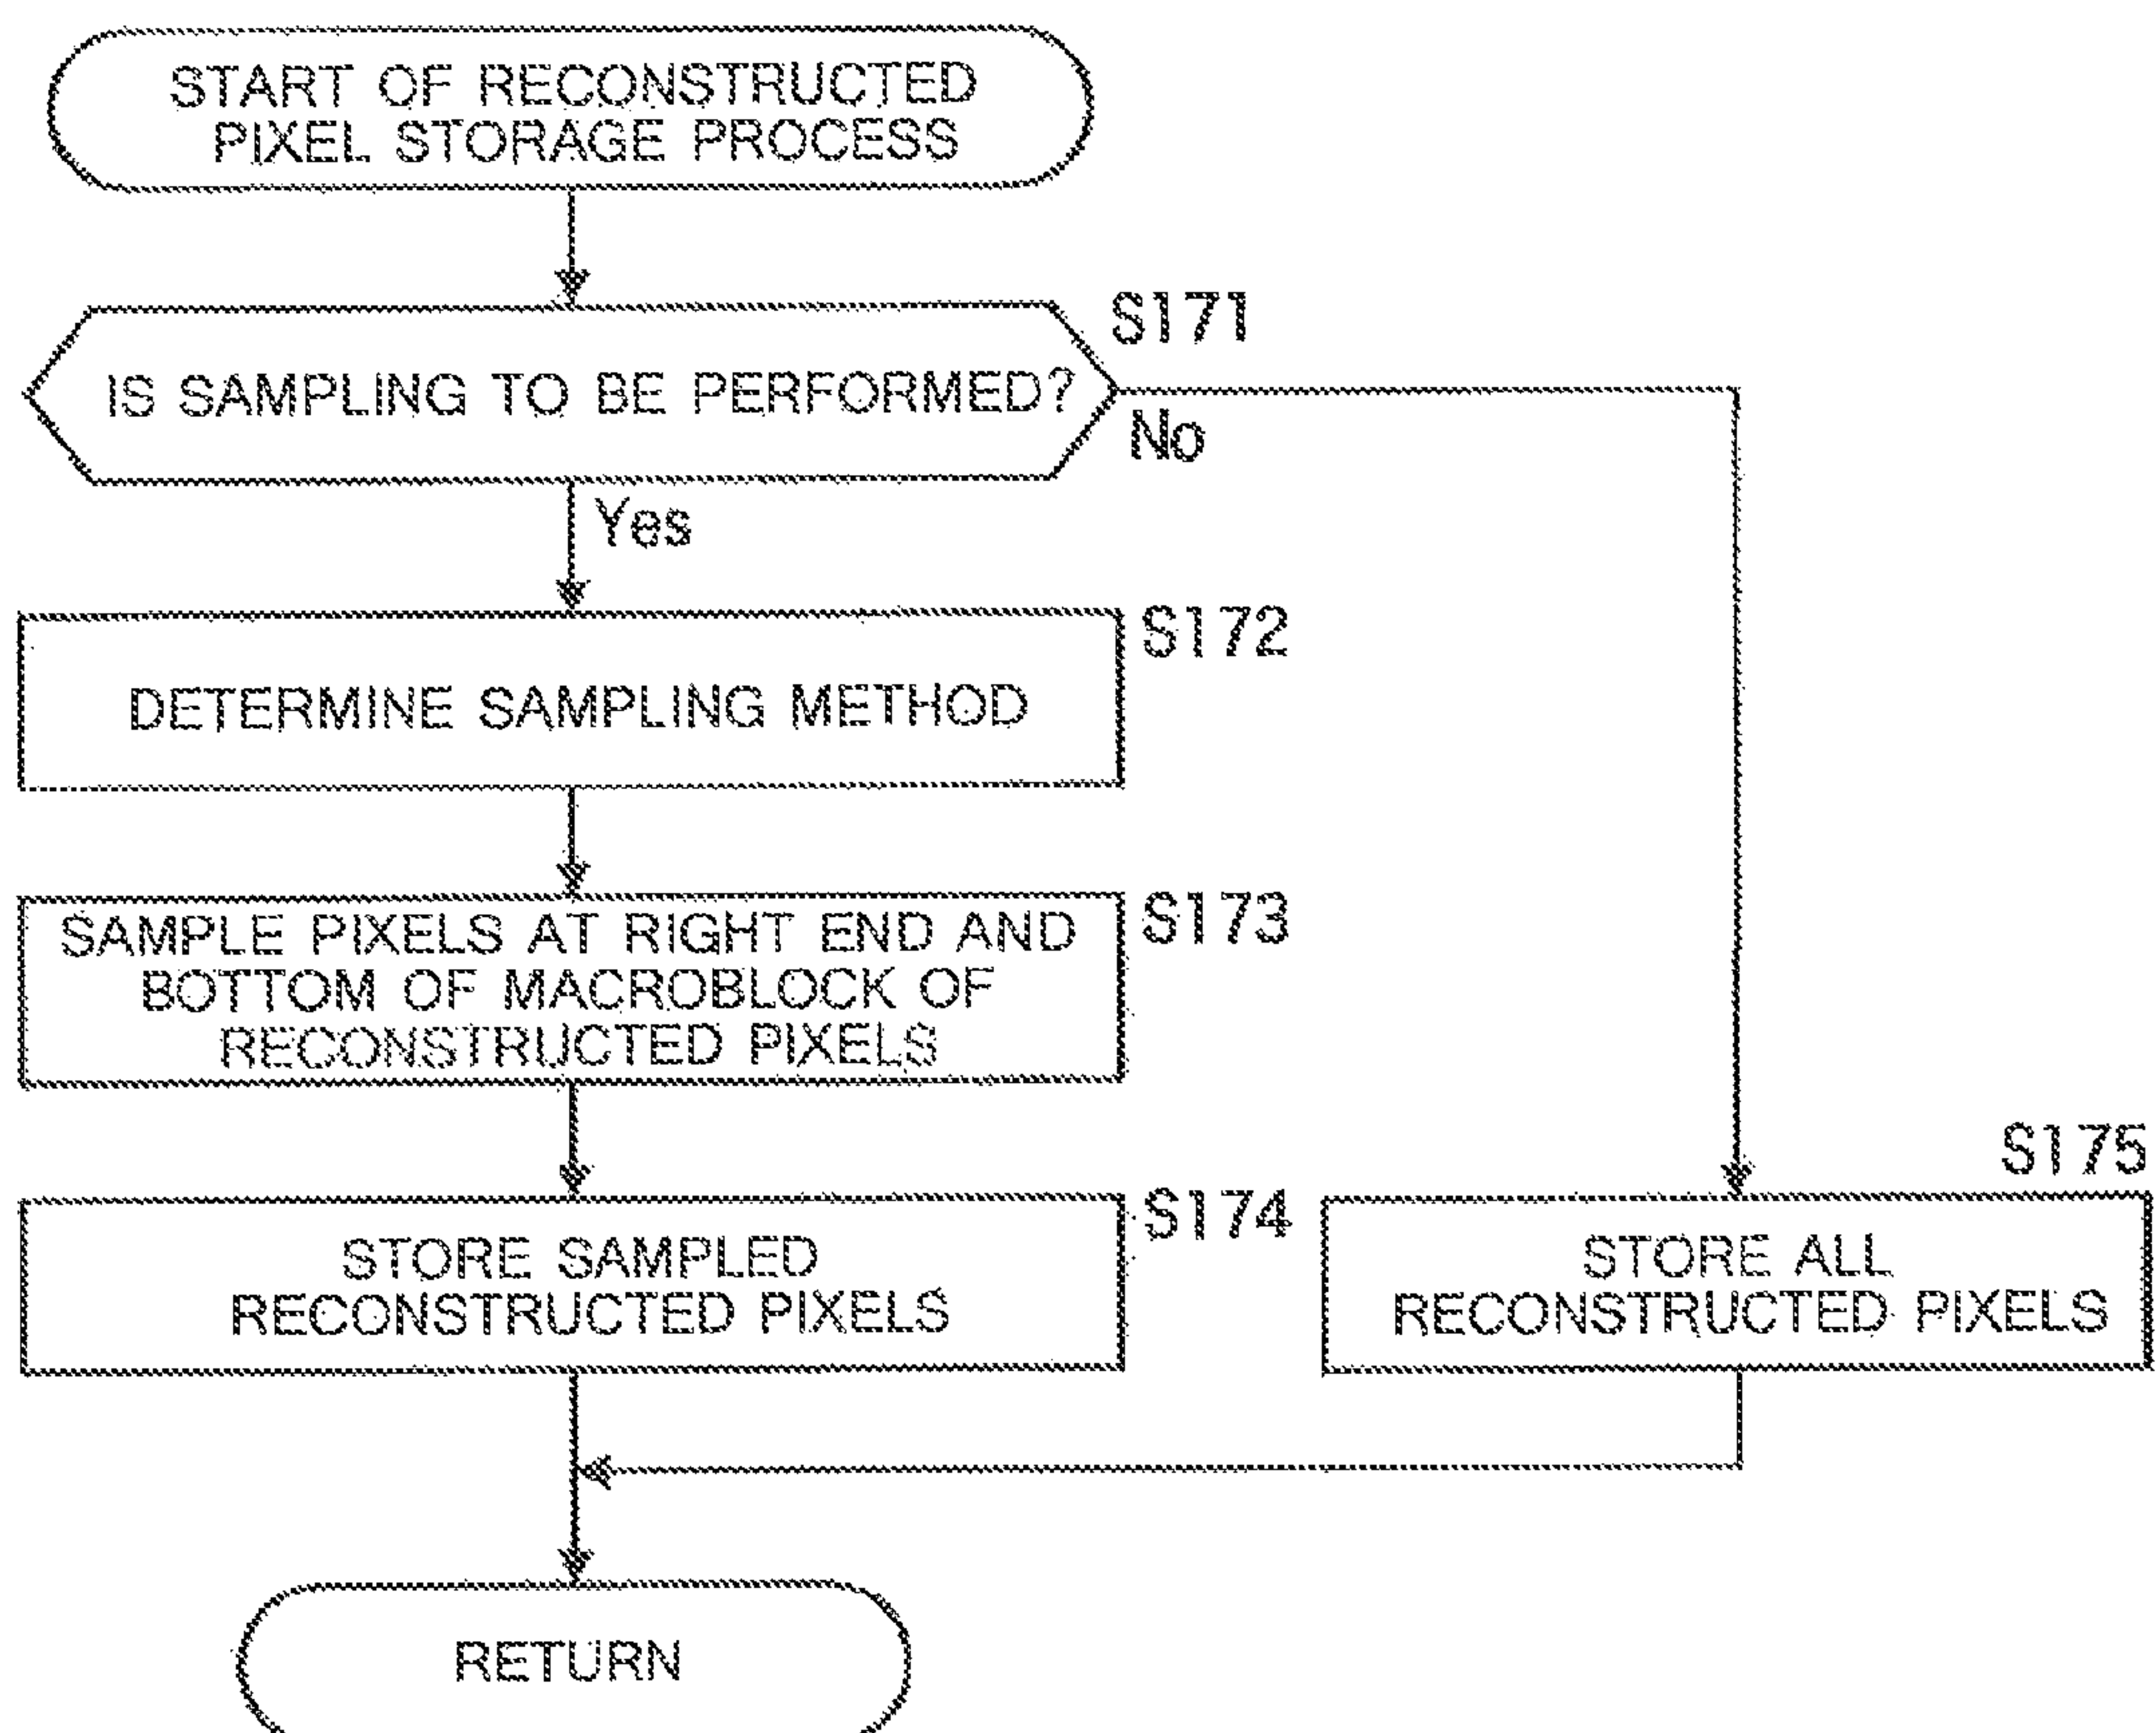 START OF RECONSTRUCTED
PIXEL STORAGE PROCESS
S171
IS SAMPLING TO BE PERFORMED?
No
Yes
S172
DETERMINE SAMPLING METHOD
S173
SAMPLE PIXELS AT RIGHT END AND
BOTTOM OF MACROBLOCK OF
RECONSTRUCTED PIXELS
S174
STORE SAMPLED
RECONSTRUCTED PIXELS
S175
STORE ALL
RECONSTRUCTED PIXELS
RETURN